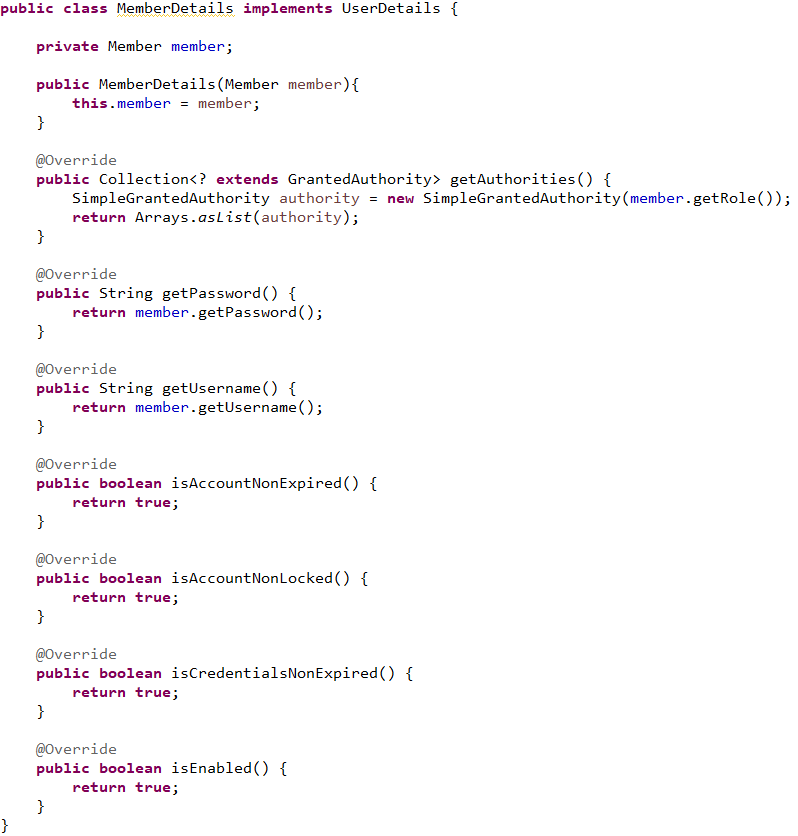 public class MemberDetails implements UserDetails {
private Member member;
public MemberDetails(Member member){
this.member = member;
}
@Override
public Collection<? extends GrantedAuthority> getAuthorities() {
SimpleGrantedAuthority authority = new SimpleGrantedAuthority(member.getRole());
return Arrays.asList(authority);
}
@Override
public String getPassword() {
return member.getPassword();
}
@Override
public String getUsername() {
return member.getUsername();
}
@Override
public boolean isAccountNonExpired() {
return true;
}
@Override
public boolean isAccountNonLocked() {
return true;
}
@Override
public boolean isCredentialsNonExpired() {
return true;
}
@Override
public boolean isEnabled() {
return true;
}
}